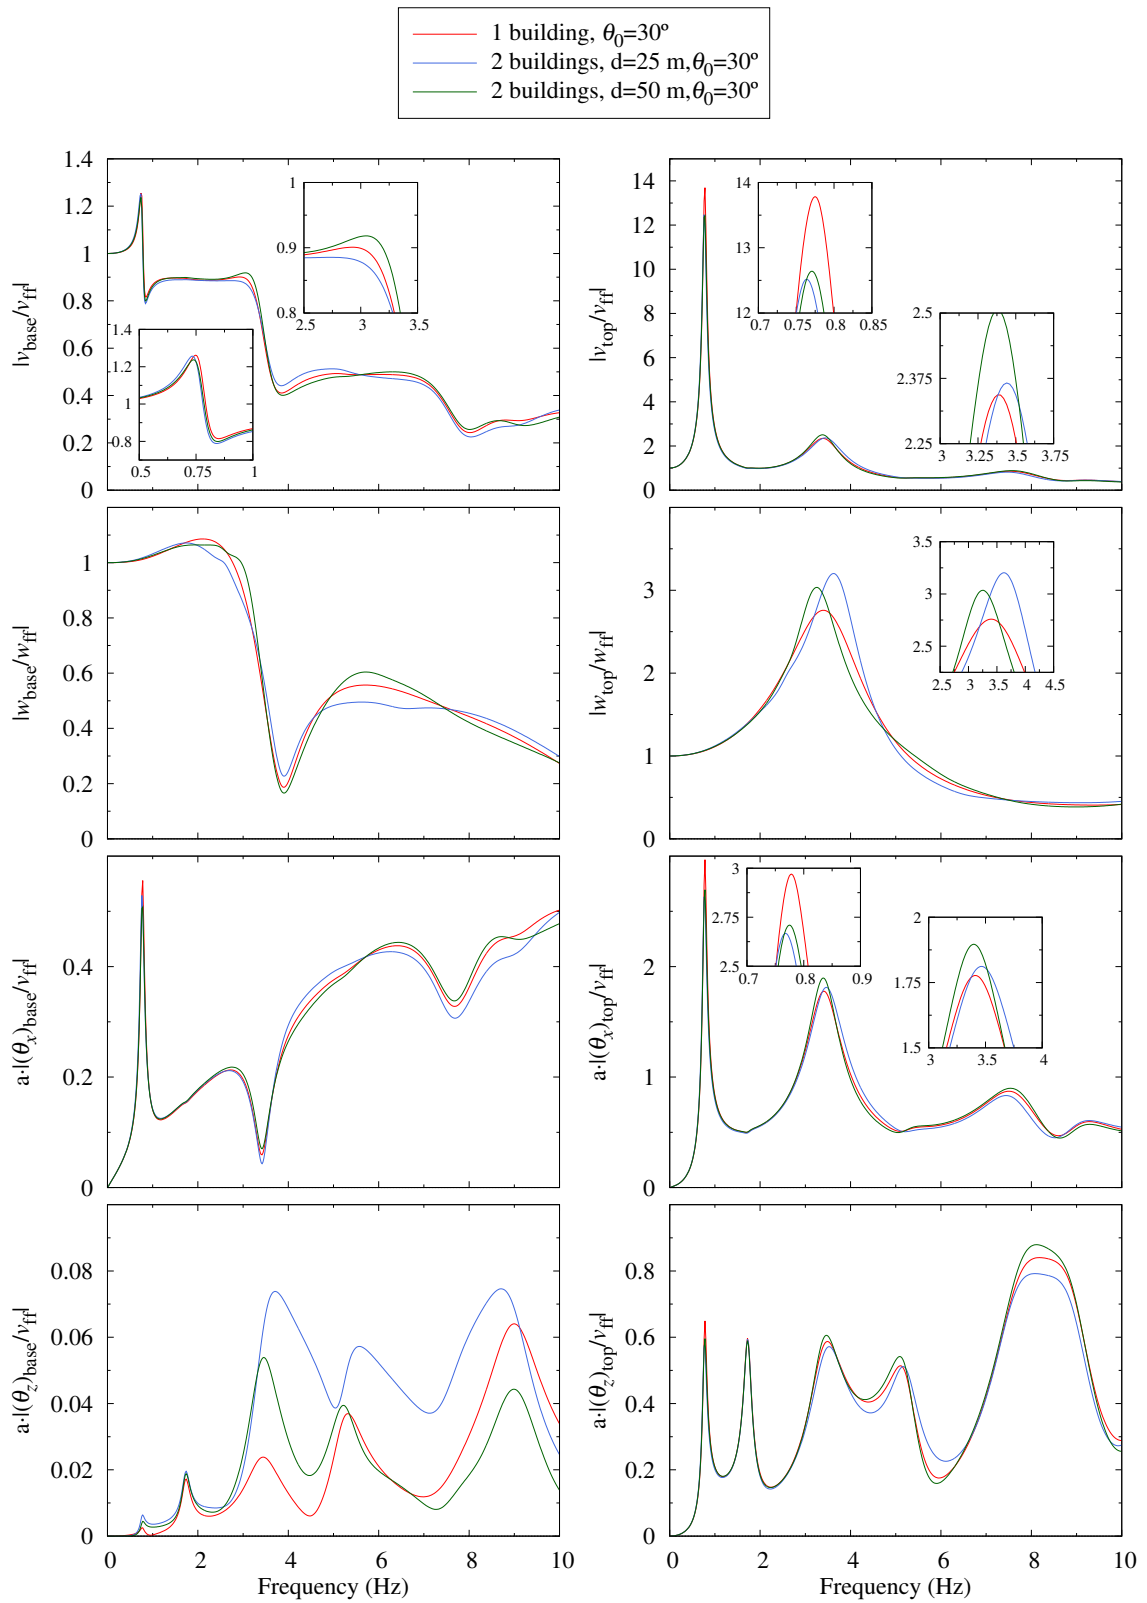 1 building, θ0=30º
2 buildings, d=25 m,θ0=30º
2 buildings, d=50 m,θ0=30º
|vbase/vff|
1.4
1.2
1
0.8
0.6
0.4
0.2
0
1
0.9
0.8
2.5 3 3.5
1.4
1.2
1
0.8
0.5 0.75 1
|vtop/vff|
14
12
10
8
6
4
2
0
14
13
12
0.7 0.75 0.8 0.85
2.5
2.375
2.25
3 3.25 3.5 3.75
|wbase/wff|
1
0.8
0.6
0.4
0.2
0
|wtop/wff|
3
2
1
0
3.5
3
2.5
2.5 3 3.5 4 4.5
a·|(θx)base/vff|
0.4
0.2
0
a·|(θx)top/vff|
2
1
0
3
2.75
2.5
0.7 0.8 0.9
2
1.75
1.5
3 3.5 4
a·|(θz)base/vff|
0.08
0.06
0.04
0.02
0
0 2 4 6 8 10
Frequency (Hz)
a·|(θz)top/vff|
0.8
0.6
0.4
0.2
0
0 2 4 6 8 10
Frequency (Hz)